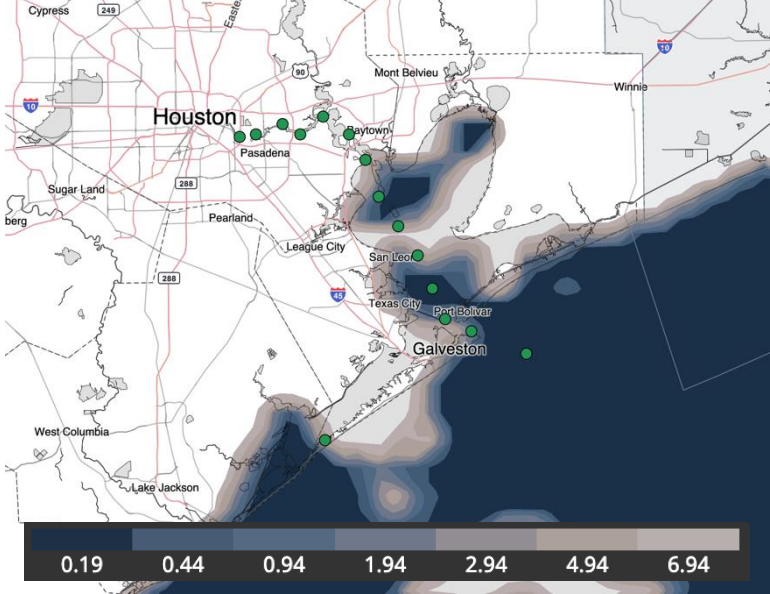 Cypress
249
Easte
90
Mont Belvieu
10
10
Winnie
Houston
Baytown
Pasadena
288
Sugar Land
berg
Pearland
League City
San Leon
288
45
Texas City
Port Bolivar
Galveston
West Columbia
Lake Jackson
0.19 0.44 0.94 1.94 2.94 4.94 6.94